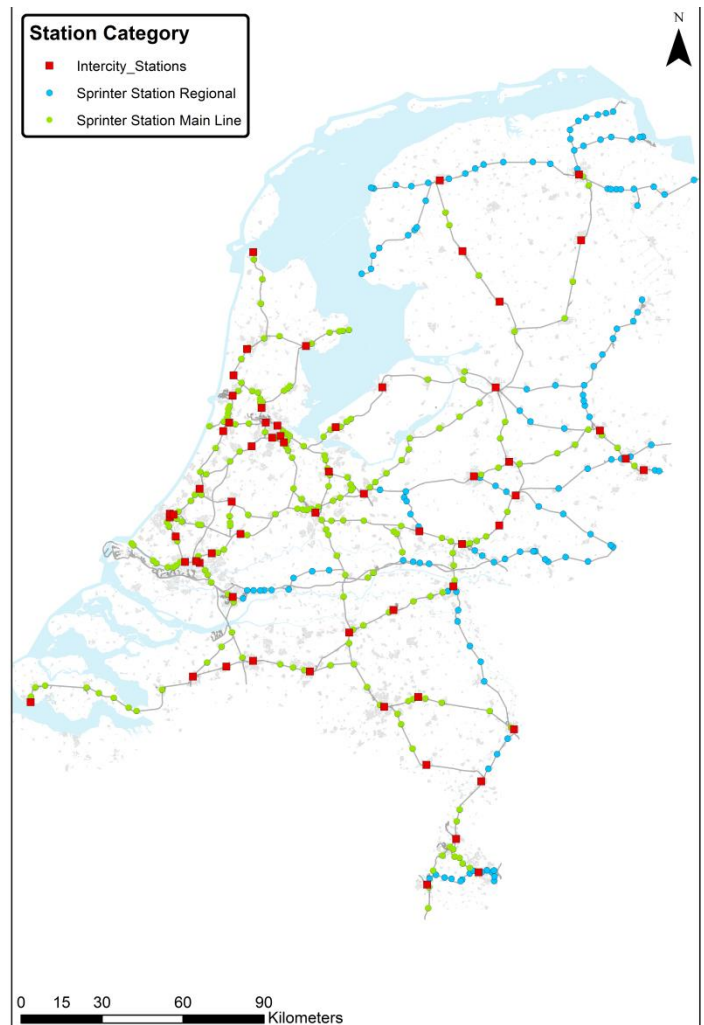 Station Category
Intercity_Stations
Sprinter Station Regional
Sprinter Station Main Line
N
0 15 30 60 90
Kilometers